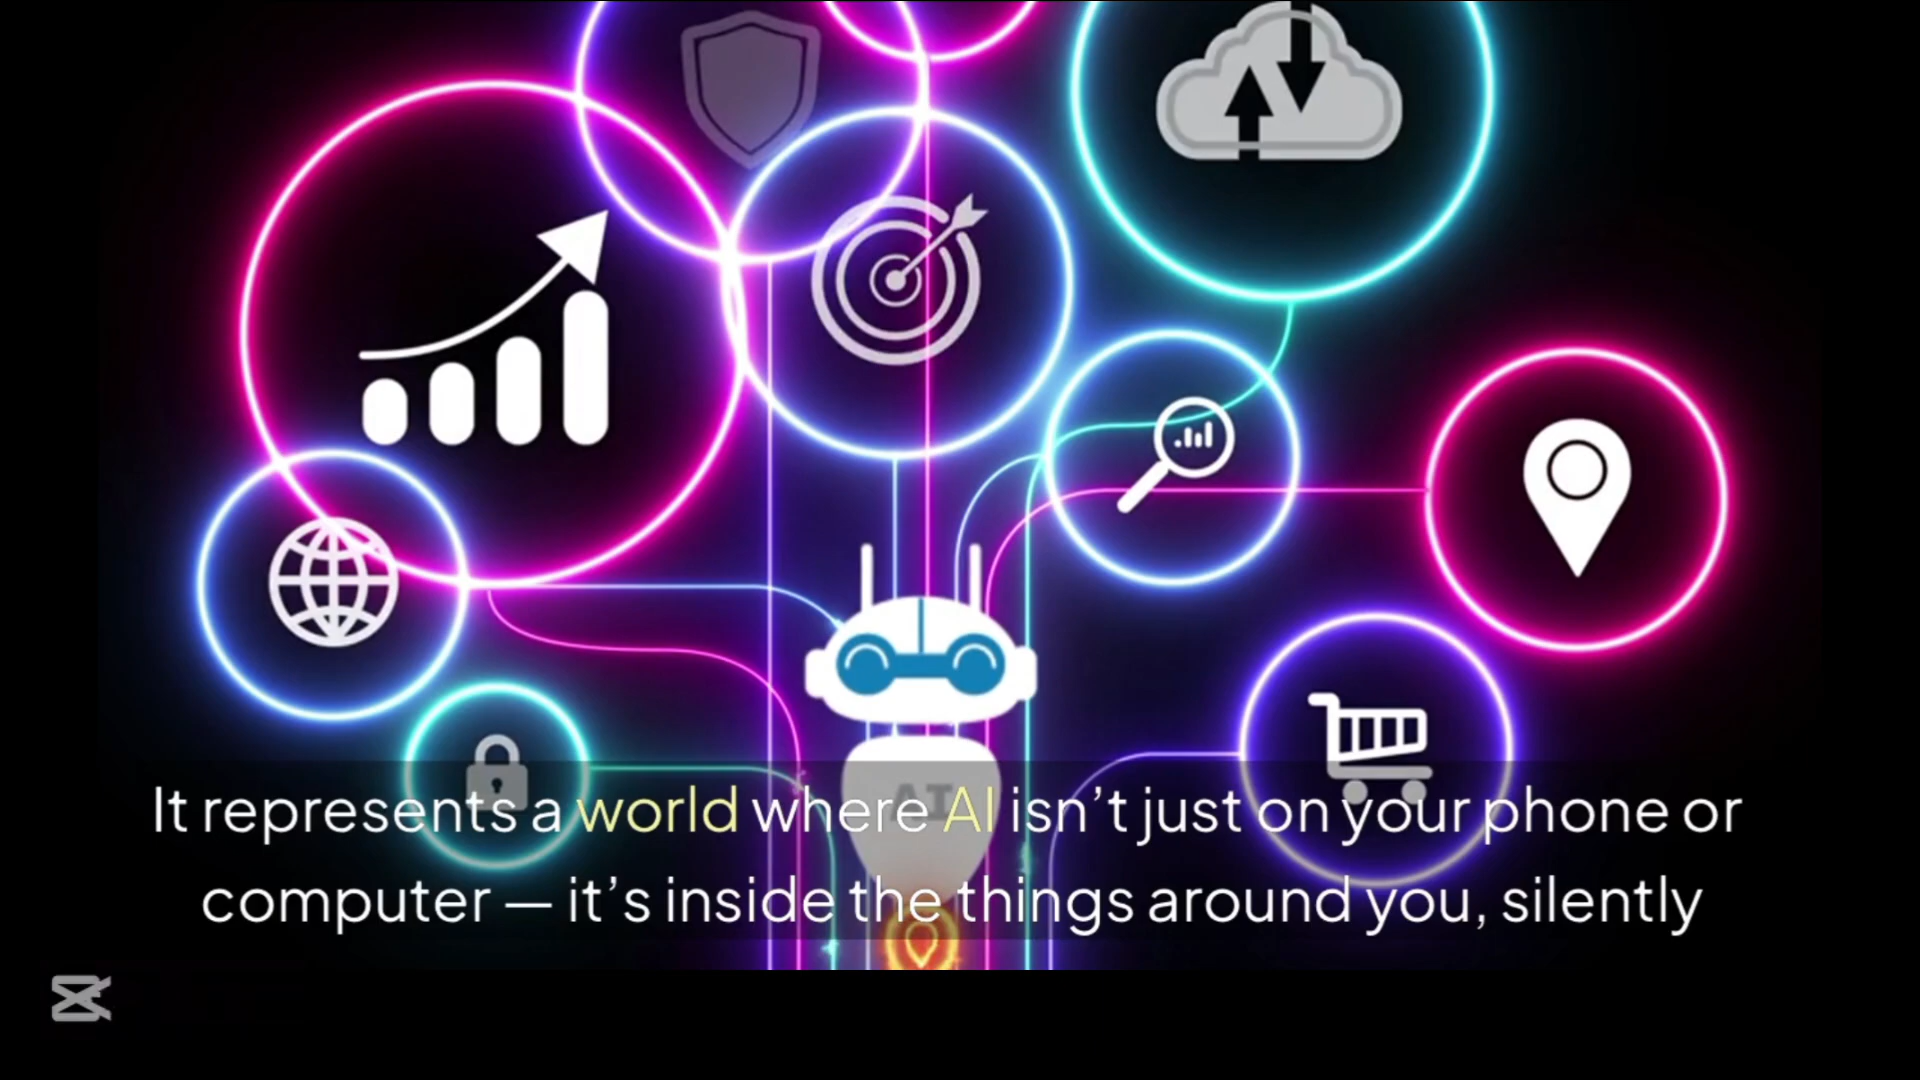 AI
It represents a world where AI isn’t just on your phone or
computer — it’s inside the things around you, silently